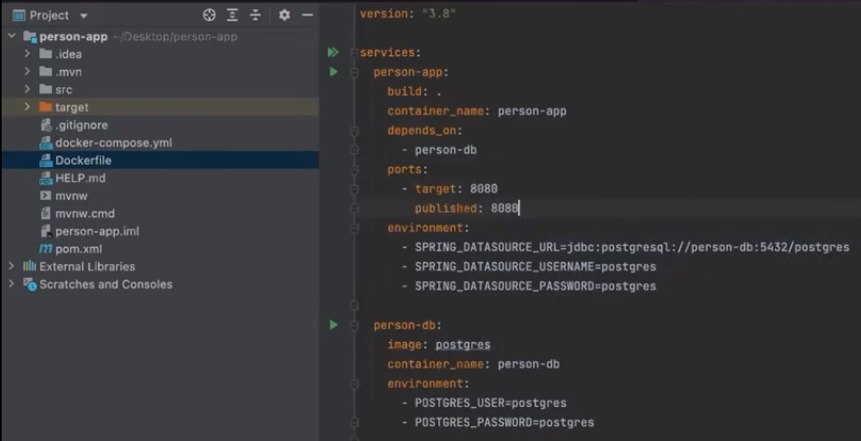 Project
person-app ~/Desktop/person-app
.idea
.mvn
src
target
.gitignore
docker-compose.yml
Dockerfile
HELP.md
mvnw
mvnw.cmd
person-app.iml
pom.xml
External Libraries
Scratches and Consoles
version: "3.8"
services:
person-app:
build: .
container_name: person-app
depends_on:
- person-db
ports:
- target: 8080
published: 8080
environment:
- SPRING_DATASOURCE_URL=jdbc:postgresql://person-db:5432/postgres
- SPRING_DATASOURCE_USERNAME=postgres
- SPRING_DATASOURCE_PASSWORD=postgres
person-db:
image: postgres
container_name: person-db
environment:
- POSTGRES_USER=postgres
- POSTGRES_PASSWORD=postgres